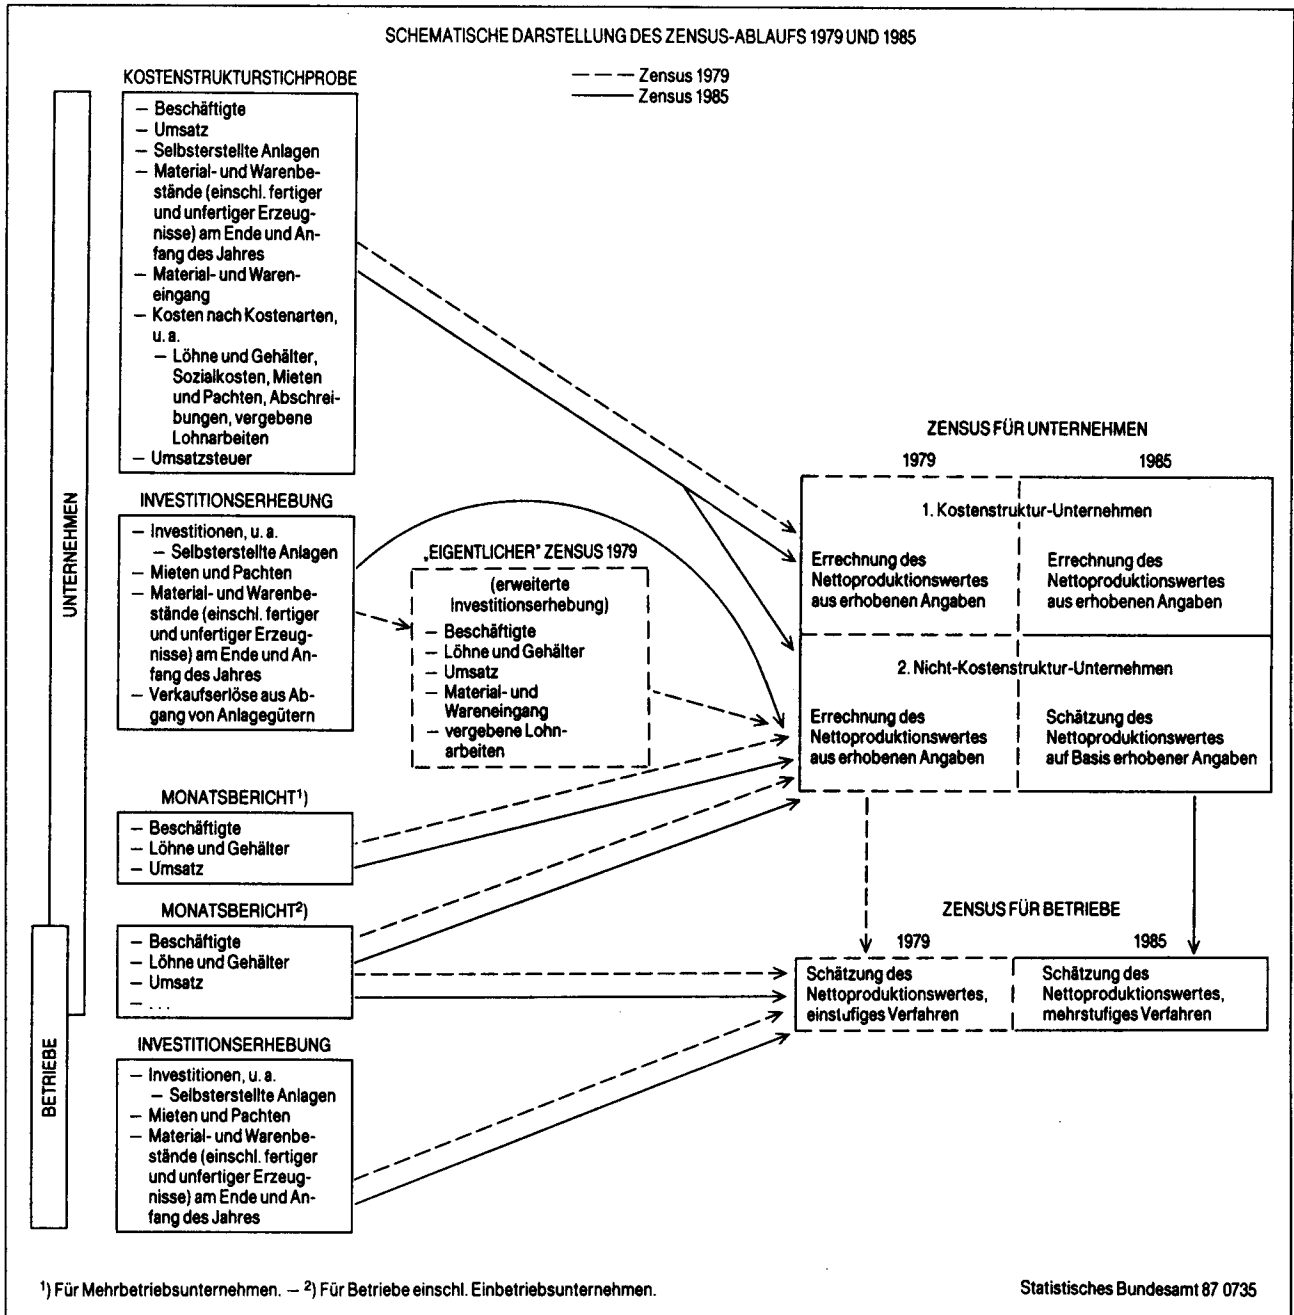 SCHEMATISCHE DARSTELLUNG DES ZENSUS-ABLAUFS 1979 UND 1985
Zensus 1979
Zensus 1985
UNTERNEHMEN
BETRIEBE
KOSTENSTRUKTURSTICHPROBE
– Beschäftigte
– Umsatz
– Selbsterstellte Anlagen
– Material- und Warenbe-
stände (einschl. fertiger
und unfertiger Erzeug-
nisse) am Ende und An-
fang des Jahres
– Material- und Waren-
eingang
– Kosten nach Kostenarten,
u. a.
– Löhne und Gehälter,
Sozialkosten, Mieten
und Pachten, Abschrei-
bungen, vergebene
Lohnarbeiten
– Umsatzsteuer
INVESTITIONSERHEBUNG
– Investitionen, u. a.
– Selbsterstellte Anlagen
– Mieten und Pachten
– Material- und Warenbe-
stände (einschl. fertiger
und unfertiger Erzeug-
nisse) am Ende und An-
fang des Jahres
– Verkaufserlöse aus Ab-
gang von Anlagegütern
„EIGENTLICHER" ZENSUS 1979
(erweiterte
Investitionserhebung)
– Beschäftigte
– Löhne und Gehälter
– Umsatz
– Material- und
Wareneingang
– vergebene Lohn-
arbeiten
MONATSBERICHT¹)
– Beschäftigte
– Löhne und Gehälter
– Umsatz
MONATSBERICHT²)
– Beschäftigte
– Löhne und Gehälter
– Umsatz
– . . .
INVESTITIONSERHEBUNG
– Investitionen, u. a.
– Selbsterstellte Anlagen
– Mieten und Pachten
– Material- und Warenbe-
stände (einschl. fertiger
und unfertiger Erzeug-
nisse) am Ende und An-
fang des Jahres
ZENSUS FÜR UNTERNEHMEN
1979 1985
1. Kostenstruktur-Unternehmen
Errechnung des
Nettoproduktionswertes
aus erhobenen Angaben
Errechnung des
Nettoproduktionswertes
aus erhobenen Angaben
2. Nicht-Kostenstruktur-Unternehmen
Errechnung des
Nettoproduktionswertes
aus erhobenen Angaben
Schätzung des
Nettoproduktionswertes
auf Basis erhobener Angaben
ZENSUS FÜR BETRIEBE
1979 1985
Schätzung des
Nettoproduktionswertes,
einstufiges Verfahren
Schätzung des
Nettoproduktionswertes,
mehrstufiges Verfahren
¹) Für Mehrbetriebsunternehmen. – ²) Für Betriebe einschl. Einbetriebsunternehmen.
Statistisches Bundesamt 87 0735